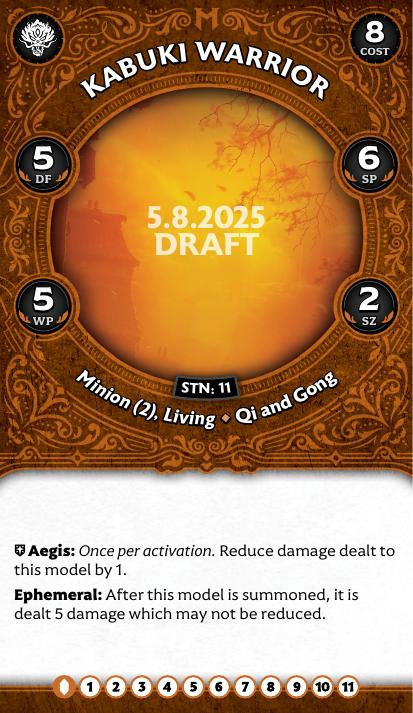 8
COST
KABUKI WARRIOR
5
DF
6
SP
5.8.2025
DRAFT
5
WP
2
SZ
STN: 11
Minion (2), Living ◆ Qi and Gong
Aegis: Once per activation. Reduce damage dealt to
this model by 1.
Ephemeral: After this model is summoned, it is
dealt 5 damage which may not be reduced.
1 2 3 4 5 6 7 8 9 10 11